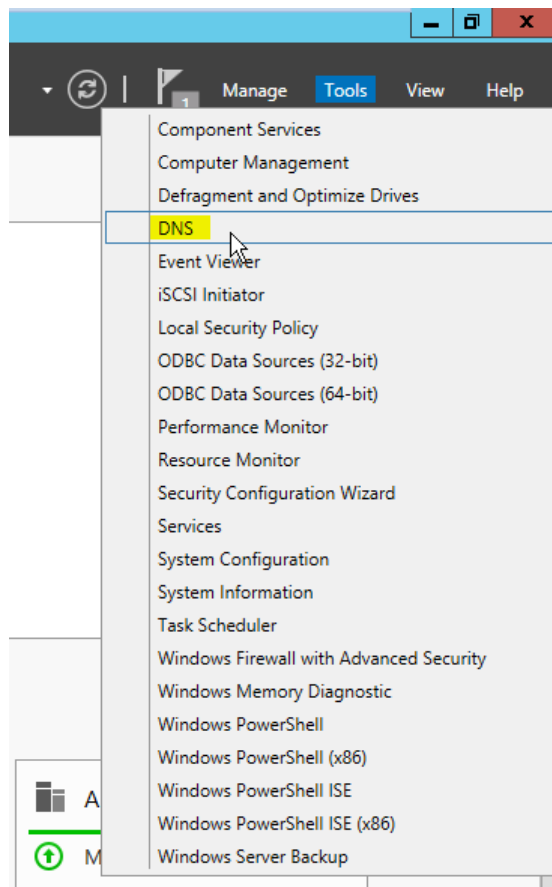 1
Manage
Tools
View
Help
Component Services
Computer Management
Defragment and Optimize Drives
DNS
Event Viewer
iSCSI Initiator
Local Security Policy
ODBC Data Sources (32-bit)
ODBC Data Sources (64-bit)
Performance Monitor
Resource Monitor
Security Configuration Wizard
Services
System Configuration
System Information
Task Scheduler
Windows Firewall with Advanced Security
Windows Memory Diagnostic
Windows PowerShell
Windows PowerShell (x86)
Windows PowerShell ISE
Windows PowerShell ISE (x86)
Windows Server Backup
A
M